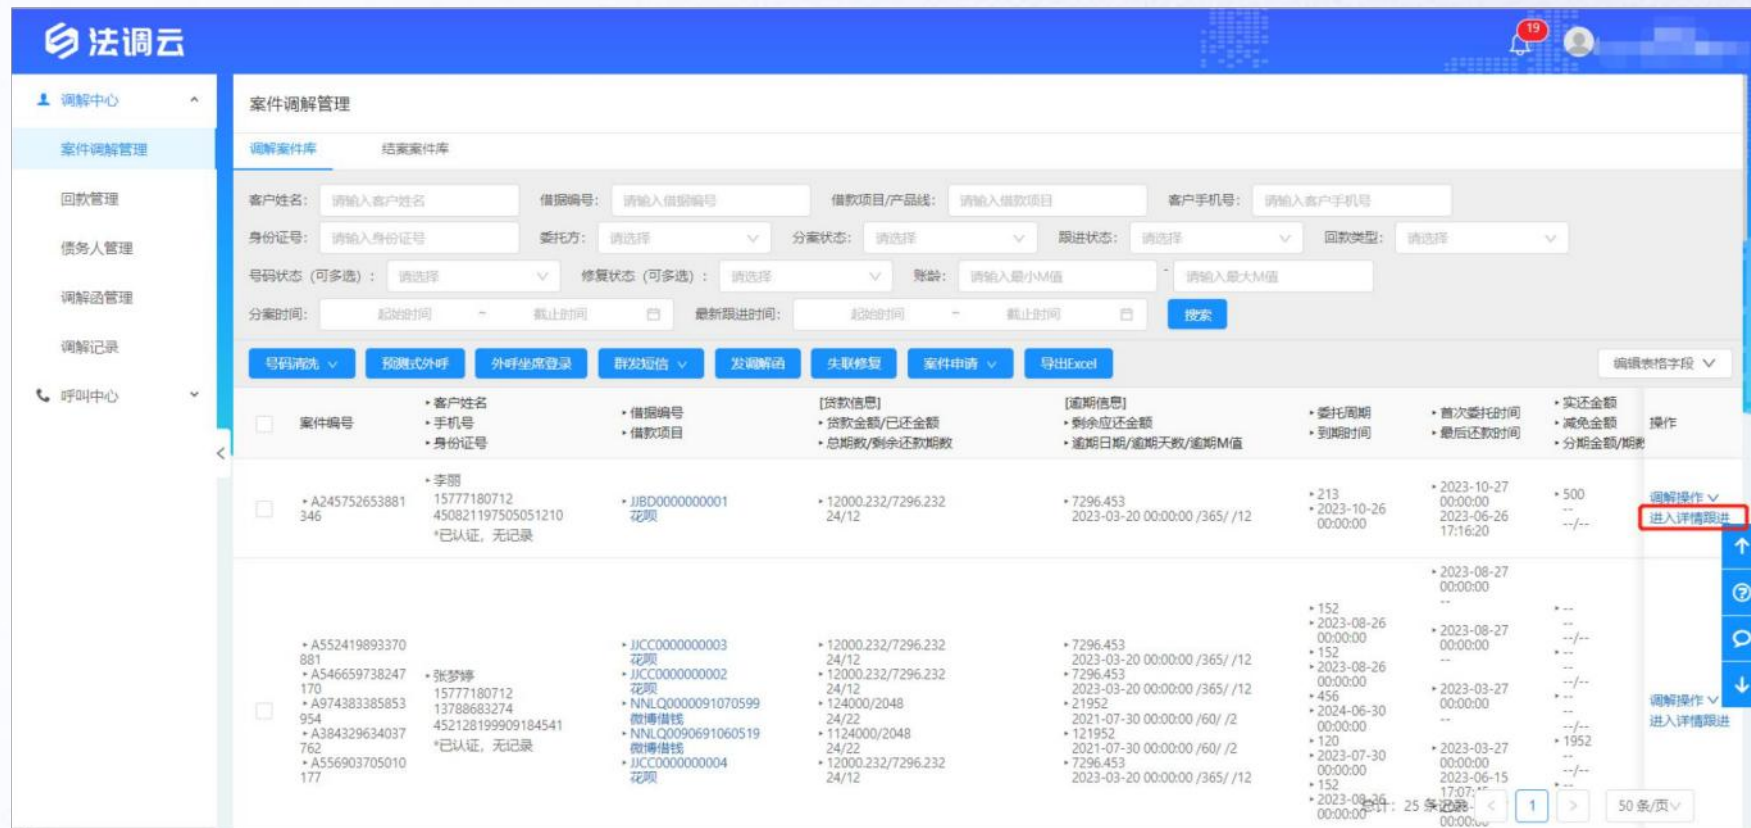 法调云
19
调解中心
案件调解管理
回款管理
债务人管理
调解函管理
调解记录
呼叫中心
案件调解管理
调解案件库 结案案件库
客户姓名: 请输入客户姓名 借据编号: 请输入借据编号 借款项目/产品线: 请输入借款项目 客户手机号: 请输入客户手机号
身份证号: 请输入身份证号 委托方: 请选择 分案状态: 请选择 跟进状态: 请选择 回款类型: 请选择
号码状态（可多选）: 请选择 修复状态（可多选）: 请选择 账龄: 请输入最小M值 - 请输入最大M值
分案时间: 起始时间 ~ 截止时间 最新跟进时间: 起始时间 ~ 截止时间 搜索
号码清洗 预测式外呼 外呼坐席登录 群发短信 发调解函 失联修复 案件申请 导出Excel 编辑表格字段
案件编号
‣客户姓名
‣手机号
‣身份证号
‣借据编号
‣借款项目
[贷款信息]
‣贷款金额/已还金额
‣总期数/剩余还款期数
[逾期信息]
‣剩余应还金额
‣逾期日期/逾期天数/逾期M值
‣委托周期
‣到期时间
‣首次委托时间
‣最后还款时间
‣实还金额
‣减免金额
‣分期金额/期数
操作
‣A245752653881
346
‣李丽
15777180712
450821197505051210
*已认证，无记录
‣JJBD0000000001
花呗
‣12000.232/7296.232
24/12
‣7296.453
2023-03-20 00:00:00 /365/ /12
‣213
‣2023-10-26
00:00:00
‣2023-10-27
00:00:00
2023-06-26
17:16:20
‣500
--
--/--
调解操作
进入详情跟进
‣A552419893370
881
‣A546659738247
170
‣A974383385853
954
‣A384329634037
762
‣A556903705010
177
‣张梦婷
15777180712
13788683274
452128199909184541
*已认证，无记录
‣JJCC0000000003
花呗
‣JJCC0000000002
花呗
‣NNLQ0000091070599
微博借钱
‣NNLQ0090691060519
微博借钱
‣JJCC0000000004
花呗
‣12000.232/7296.232
24/12
‣12000.232/7296.232
24/12
‣124000/2048
24/22
‣1124000/2048
24/22
‣12000.232/7296.232
24/12
‣7296.453
2023-03-20 00:00:00 /365/ /12
‣7296.453
2023-03-20 00:00:00 /365/ /12
‣21952
2021-07-30 00:00:00 /60/ /2
‣121952
2021-07-30 00:00:00 /60/ /2
‣7296.453
2023-03-20 00:00:00 /365/ /12
‣152
‣2023-08-26
00:00:00
‣152
‣2023-08-26
00:00:00
‣456
‣2024-06-30
00:00:00
‣120
‣2023-07-30
00:00:00
‣152
‣2023-08-26
00:00:00
‣2023-08-27
00:00:00
--
‣2023-08-27
00:00:00
--
‣2023-03-27
00:00:00
--
‣2023-03-27
00:00:00
2023-06-15
‣--
--
--/--
‣--
--
--/--
‣--
--
--/--
‣1952
--
--/--
‣--
调解操作
进入详情跟进
总计: 25 条记录 < 1 > 50 条/页